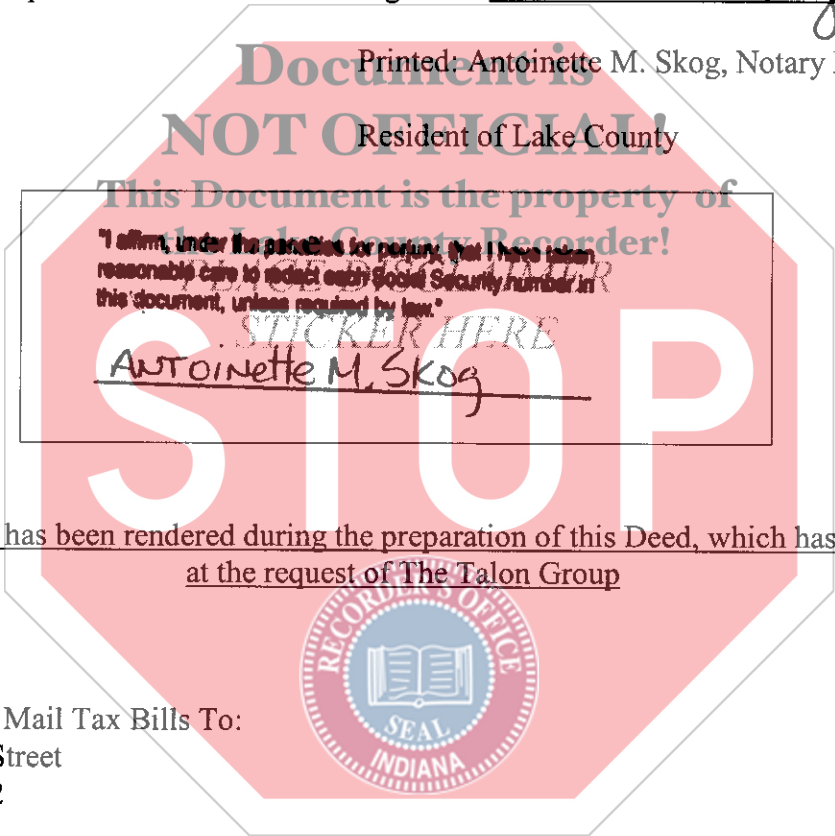 Printed: Antoinette M. Skog, Notary
Document is
NOT OFFICIAL!
Resident of Lake County
This Document is the property of
the Lake County Recorder!
"I affirm, under the penalties for perjury, that I have taken
reasonable care to redact each Social Security number in
this document, unless required by law."
PLACE DISCLAIMER
STICKER HERE
ANTOINette M. SKog
STOP
has been rendered during the preparation of this Deed, which has
at the request of The Talon Group
RECORDER'S OFFICE
SEAL
INDIANA
Mail Tax Bills To:
Street
2